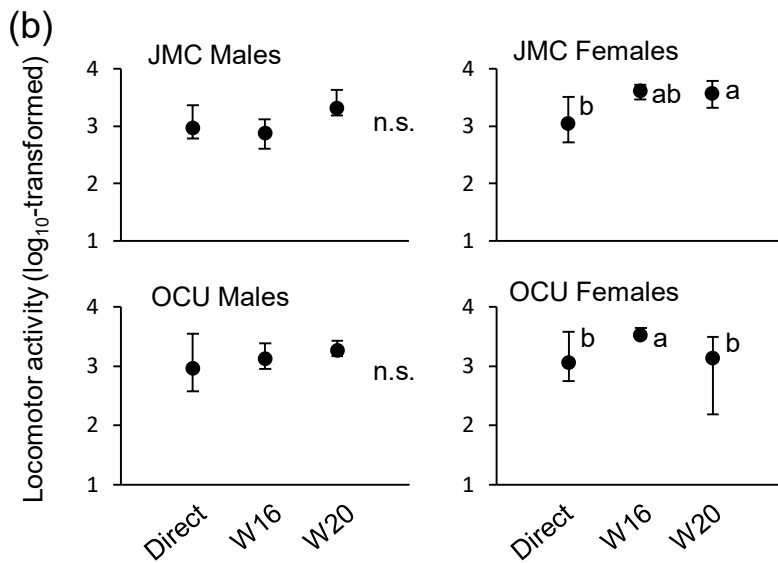 (b)
Locomotor activity (log₁₀-transformed)
JMC Males
4
3
2
1
n.s.
JMC Females
4
3
2
1
b
ab
a
OCU Males
4
3
2
1
n.s.
Direct
W16
W20
OCU Females
4
3
2
1
b
a
b
Direct
W16
W20